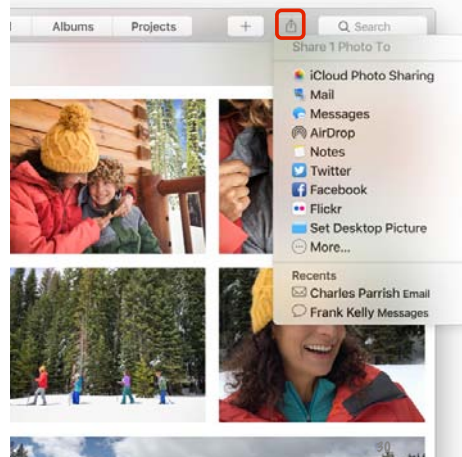 Albums Projects + Search
Share 1 Photo To
iCloud Photo Sharing
Mail
Messages
AirDrop
Notes
Twitter
Facebook
Flickr
Set Desktop Picture
More...
Recents
Charles Parrish Email
Frank Kelly Messages